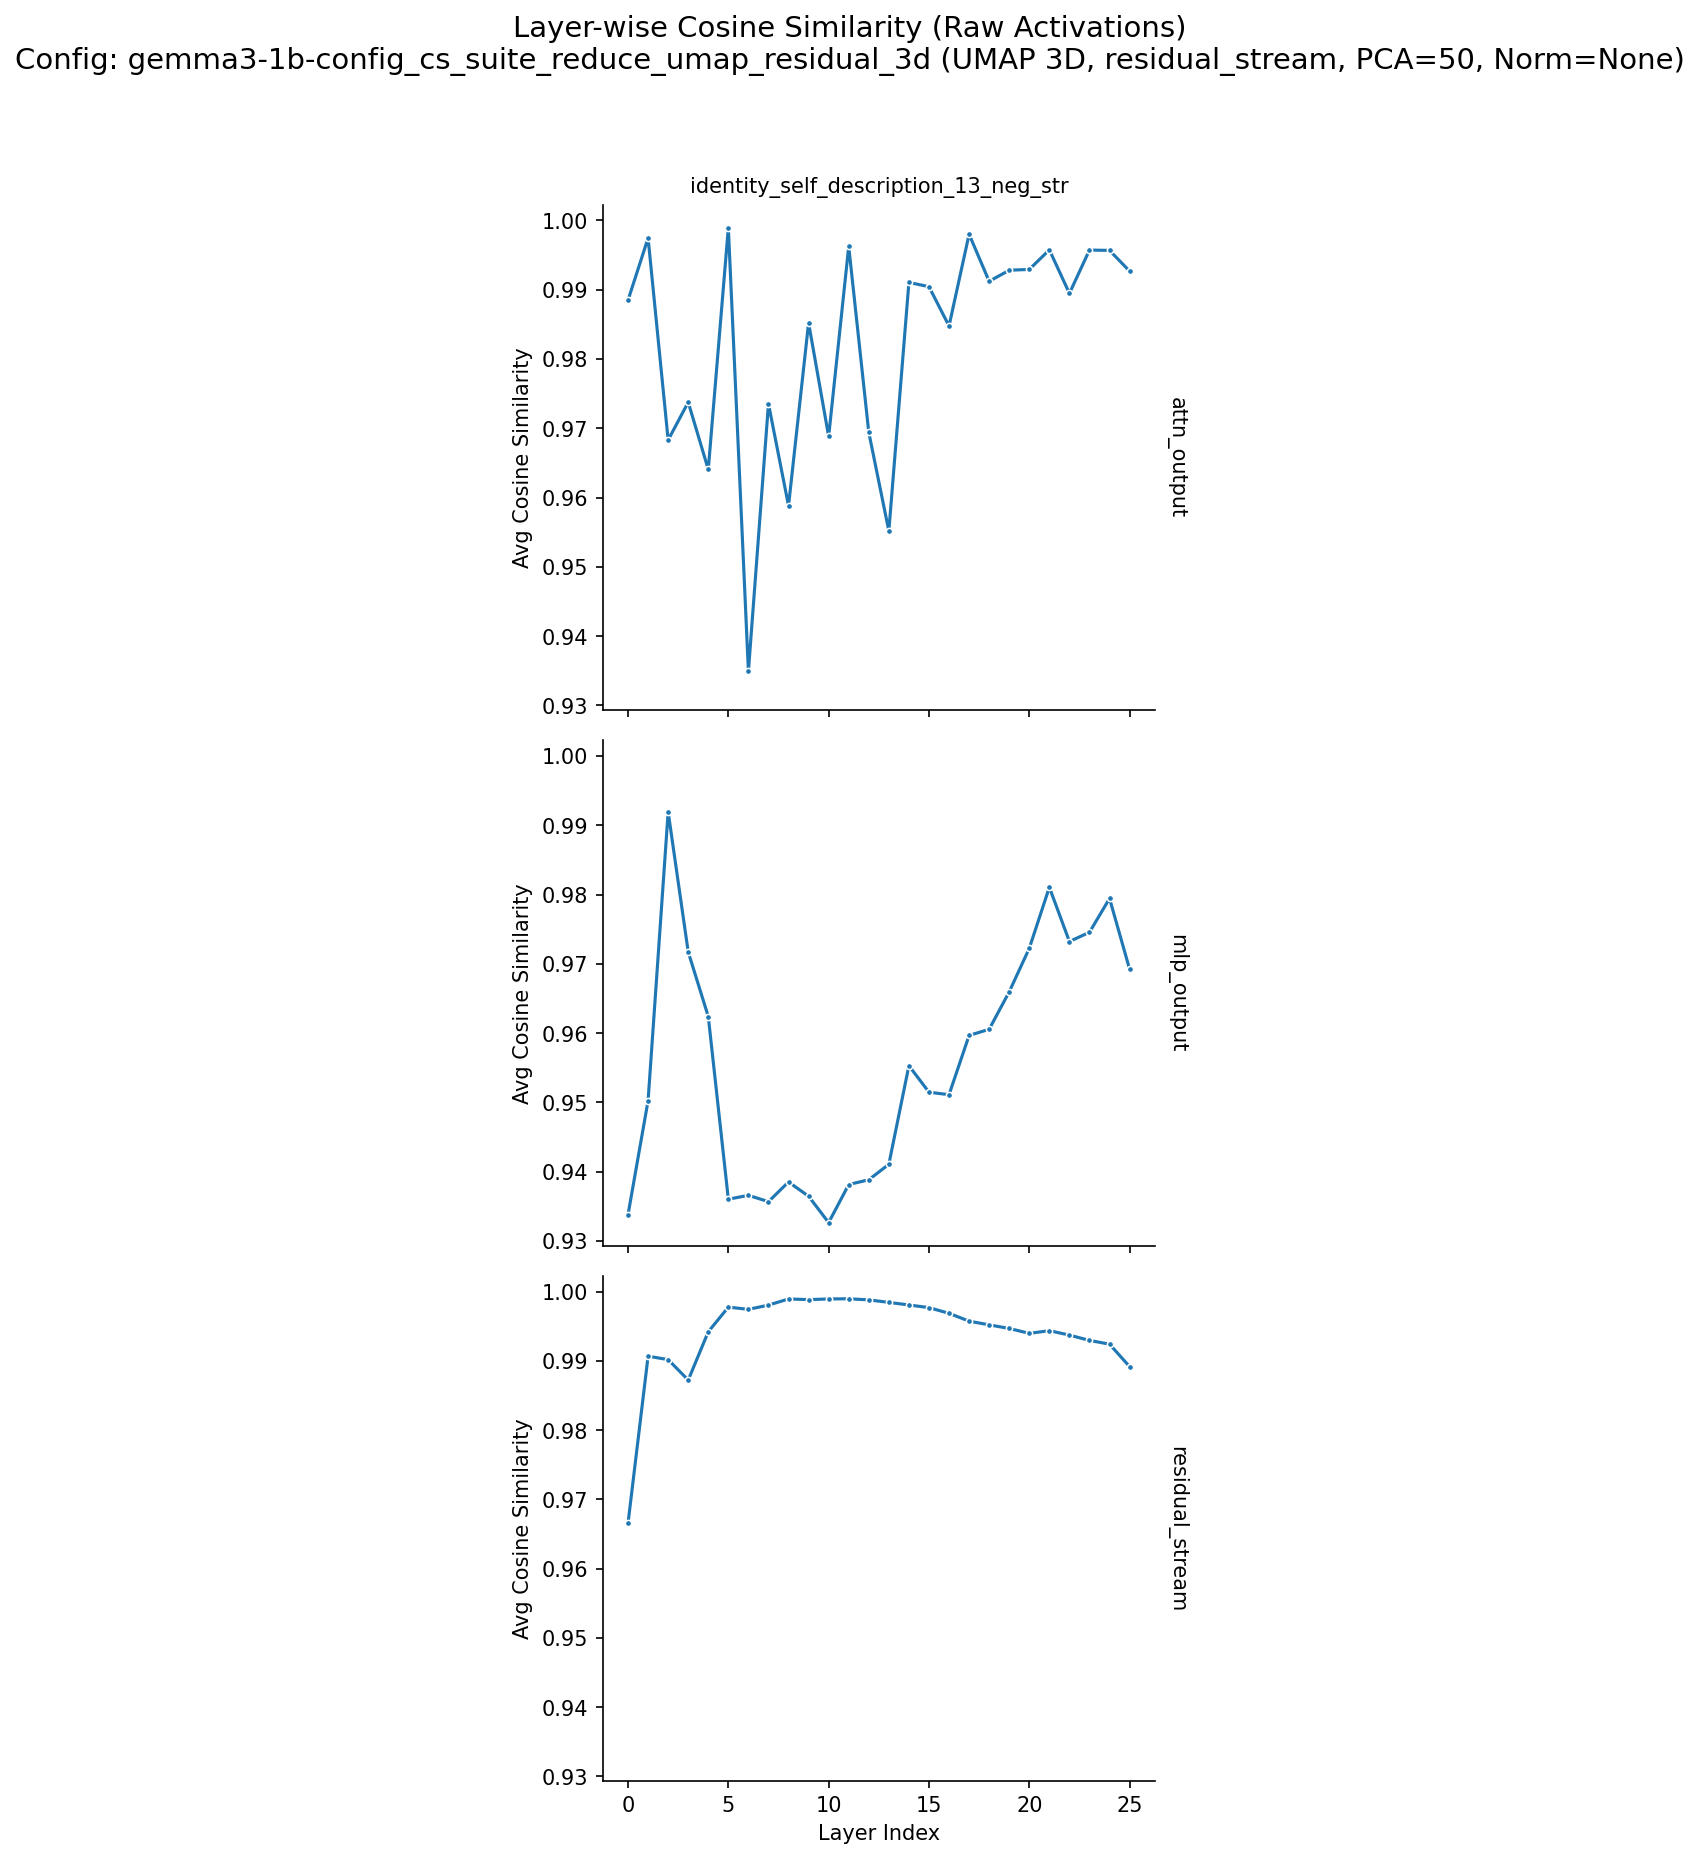 Layer-wise Cosine Similarity (Raw Activations)
Config: gemma3-1b-config_cs_suite_reduce_umap_residual_3d (UMAP 3D, residual_stream, PCA=50, Norm=None)
identity_self_description_13_neg_str
1.00
0.99
0.98
0.97
0.96
0.95
0.94
0.93
Avg Cosine Similarity
attn_output
1.00
0.99
0.98
0.97
0.96
0.95
0.94
0.93
Avg Cosine Similarity
mlp_output
1.00
0.99
0.98
0.97
0.96
0.95
0.94
0.93
Avg Cosine Similarity
residual_stream
0 5 10 15 20 25
Layer Index